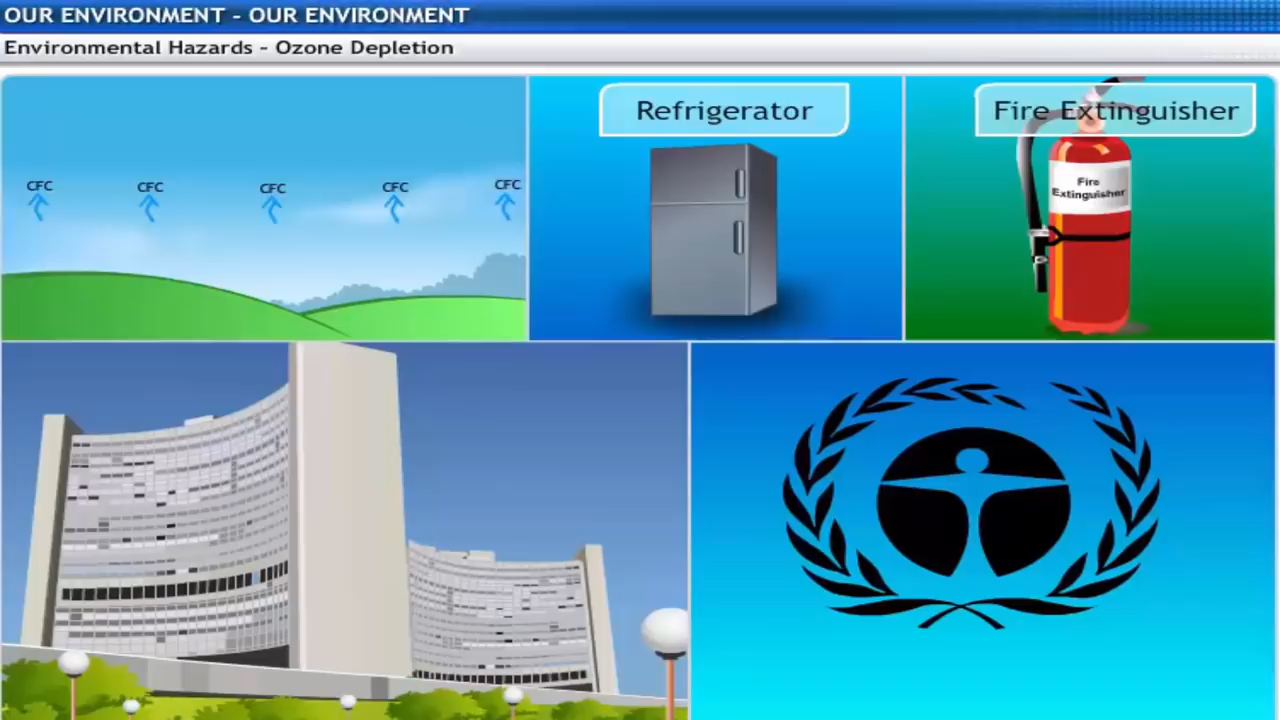 OUR ENVIRONMENT - OUR ENVIRONMENT
Environmental Hazards - Ozone Depletion
Refrigerator
Fire Extinguisher
CFC
CFC
CFC
CFC
CFC
Fire
Extinguisher